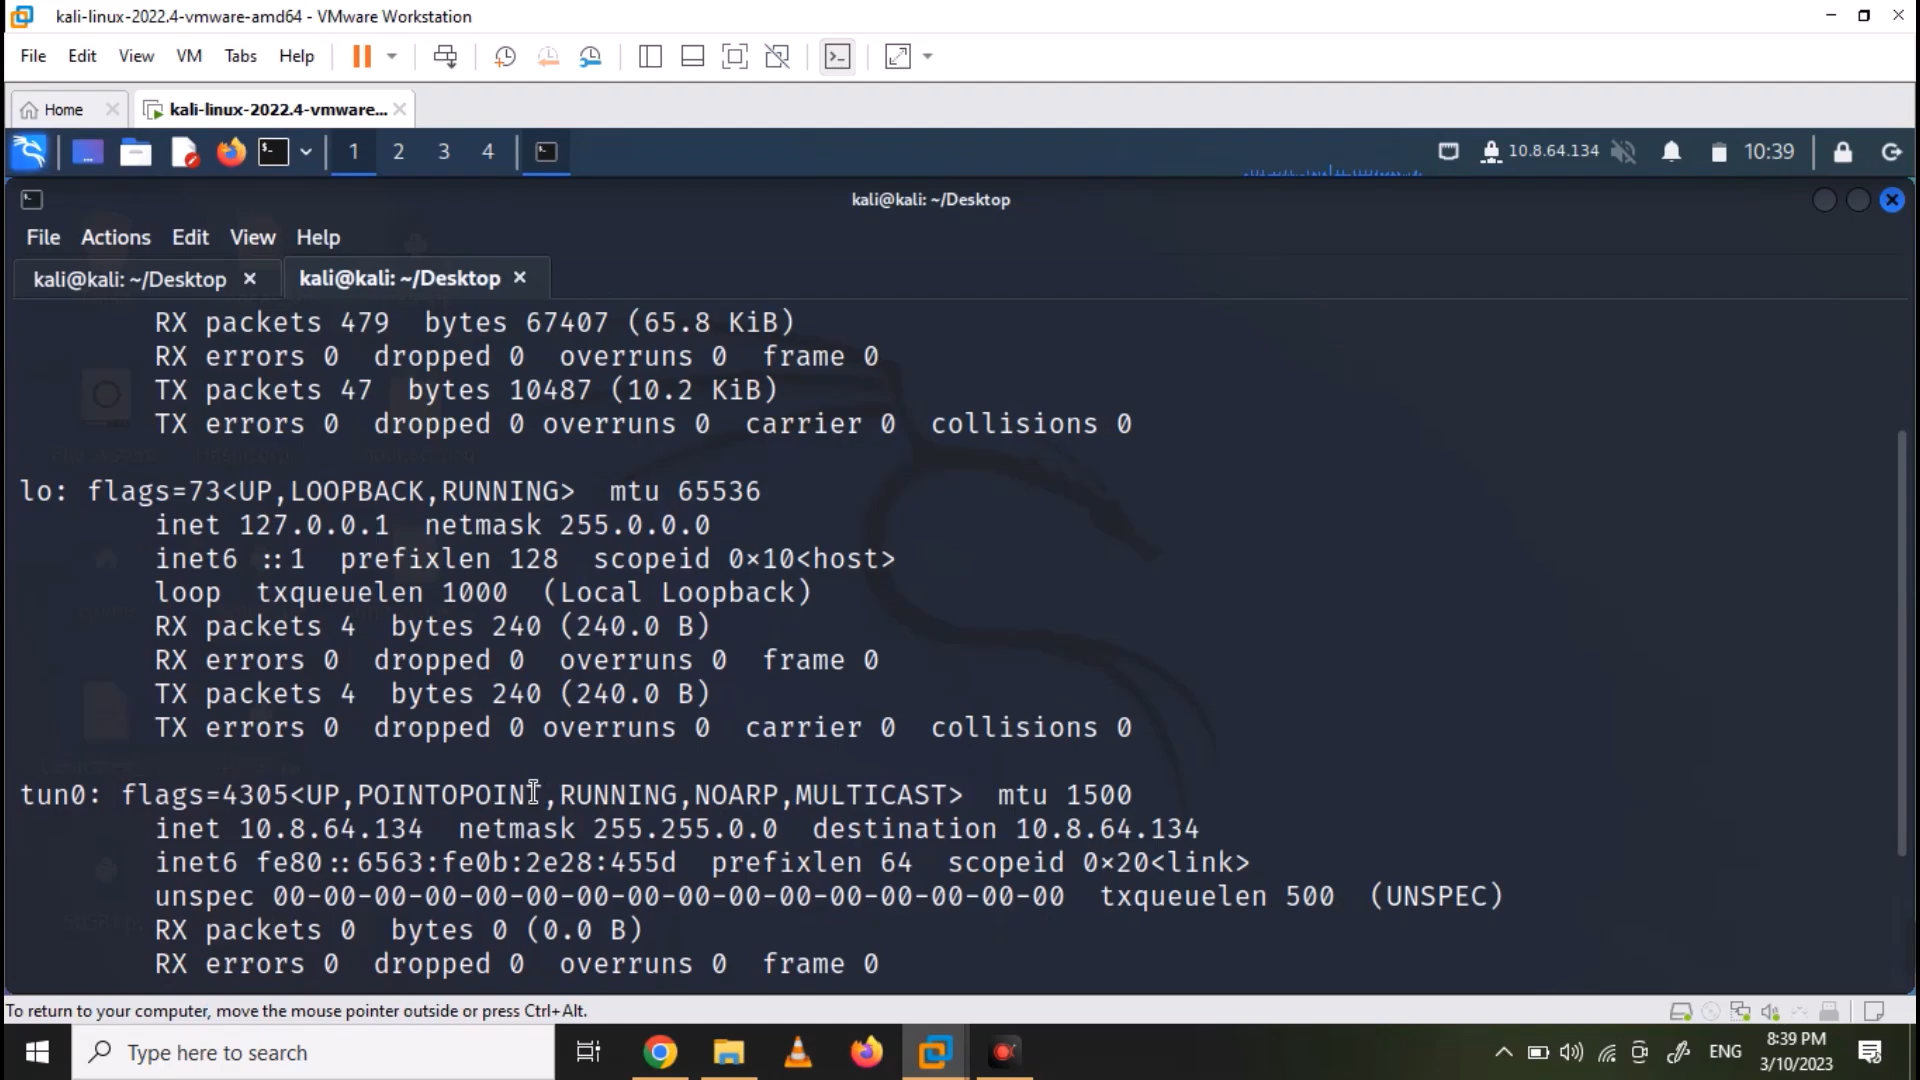 kali-linux-2022.4-vmware-amd64 - VMware Workstation
File Edit View VM Tabs Help
Home kali-linux-2022.4-vmware...
1 2 3 4 10.8.64.134 10:39
kali@kali: ~/Desktop
File Actions Edit View Help
kali@kali: ~/Desktop kali@kali: ~/Desktop
RX packets 479  bytes 67407 (65.8 KiB)
RX errors 0  dropped 0  overruns 0  frame 0
TX packets 47  bytes 10487 (10.2 KiB)
TX errors 0  dropped 0 overruns 0  carrier 0  collisions 0
lo: flags=73<UP,LOOPBACK,RUNNING>  mtu 65536
inet 127.0.0.1  netmask 255.0.0.0
inet6 ::1  prefixlen 128  scopeid 0×10<host>
loop  txqueuelen 1000  (Local Loopback)
RX packets 4  bytes 240 (240.0 B)
RX errors 0  dropped 0  overruns 0  frame 0
TX packets 4  bytes 240 (240.0 B)
TX errors 0  dropped 0 overruns 0  carrier 0  collisions 0
tun0: flags=4305<UP,POINTOPOINT,RUNNING,NOARP,MULTICAST>  mtu 1500
inet 10.8.64.134  netmask 255.255.0.0  destination 10.8.64.134
inet6 fe80::6563:fe0b:2e28:455d  prefixlen 64  scopeid 0×20<link>
unspec 00-00-00-00-00-00-00-00-00-00-00-00-00-00-00-00  txqueuelen 500  (UNSPEC)
RX packets 0  bytes 0 (0.0 B)
RX errors 0  dropped 0  overruns 0  frame 0
To return to your computer, move the mouse pointer outside or press Ctrl+Alt.
Type here to search
ENG
8:39 PM
3/10/2023